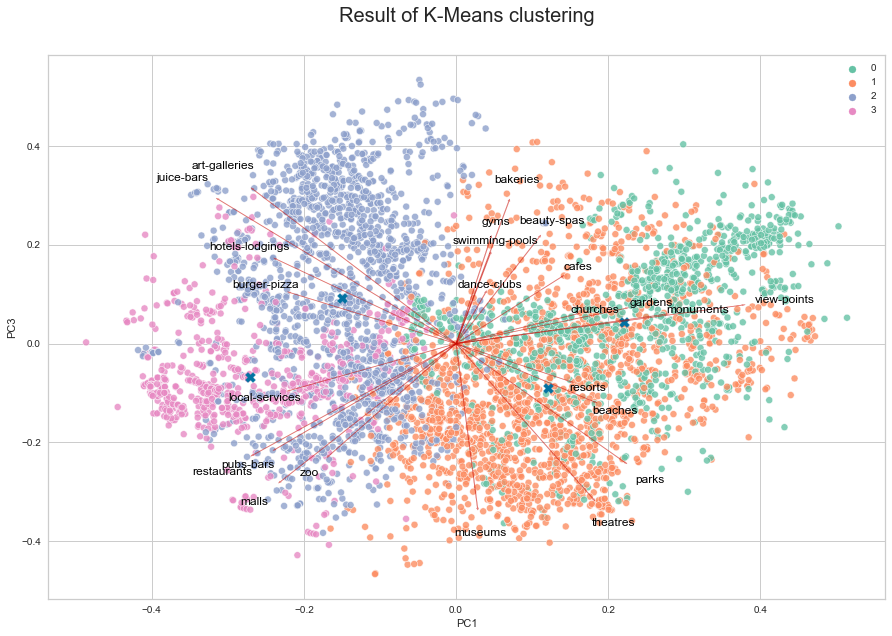 Result of K-Means clustering
0
1
2
3
art-galleries
juice-bars
bakeries
gyms
beauty-spas
swimming-pools
hotels-lodgings
cafes
burger-pizza
dance-clubs
view-points
gardens
churches
monuments
resorts
local-services
beaches
pubs-bars
restaurants
zoo
parks
malls
theatres
museums
0.4
0.2
0.0
−0.2
−0.4
PC3
−0.4
−0.2
0.0
0.2
0.4
PC1